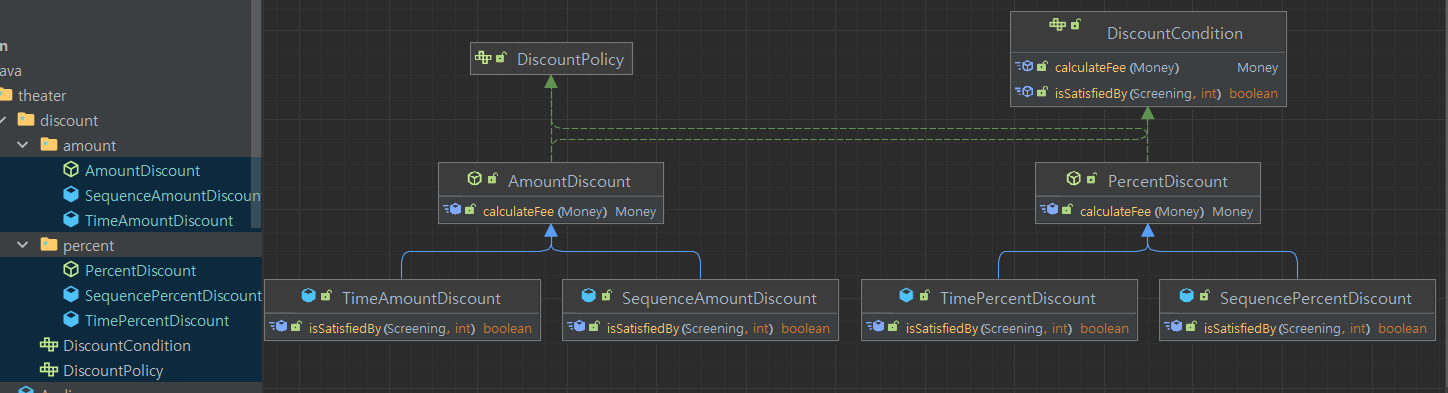 n
ava
theater
discount
amount
AmountDiscount
SequenceAmountDiscoun
TimeAmountDiscount
percent
PercentDiscount
SequencePercentDiscount
TimePercentDiscount
DiscountCondition
DiscountPolicy
DiscountPolicy
DiscountCondition
calculateFee (Money) Money
isSatisfiedBy (Screening, int) boolean
AmountDiscount
calculateFee (Money) Money
PercentDiscount
calculateFee (Money) Money
TimeAmountDiscount
isSatisfiedBy (Screening, int) boolean
SequenceAmountDiscount
isSatisfiedBy (Screening, int) boolean
TimePercentDiscount
isSatisfiedBy (Screening, int) boolean
SequencePercentDiscount
isSatisfiedBy (Screening, int) boolean